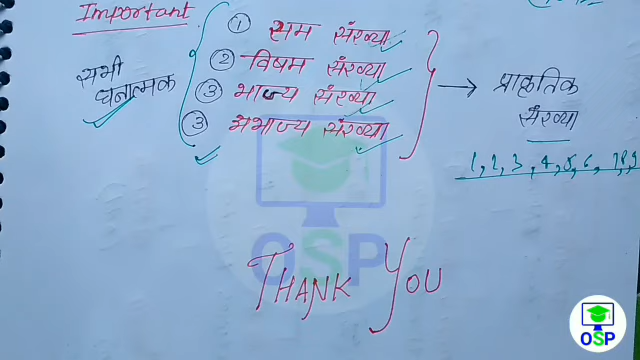 Important
① सम संख्या
② विषम संख्या
③ भाज्य संख्या
③ अभाज्य संख्या
सभी
धनात्मक
→ प्राकृतिक
संख्या
1, 2, 3, 4, 5, 6, 7, 8, 9
THANK YOU
OSP
OSP